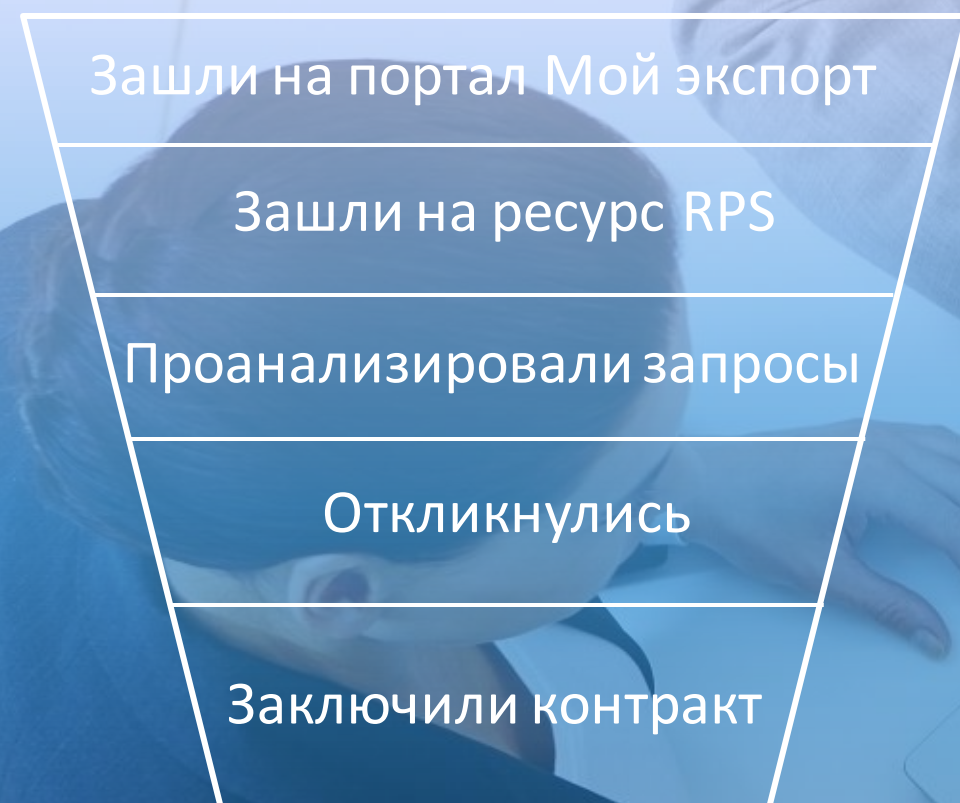 Зашли на портал Мой экспорт
Зашли на ресурс RPS
Проанализировали запросы
Откликнулись
Заключили контракт